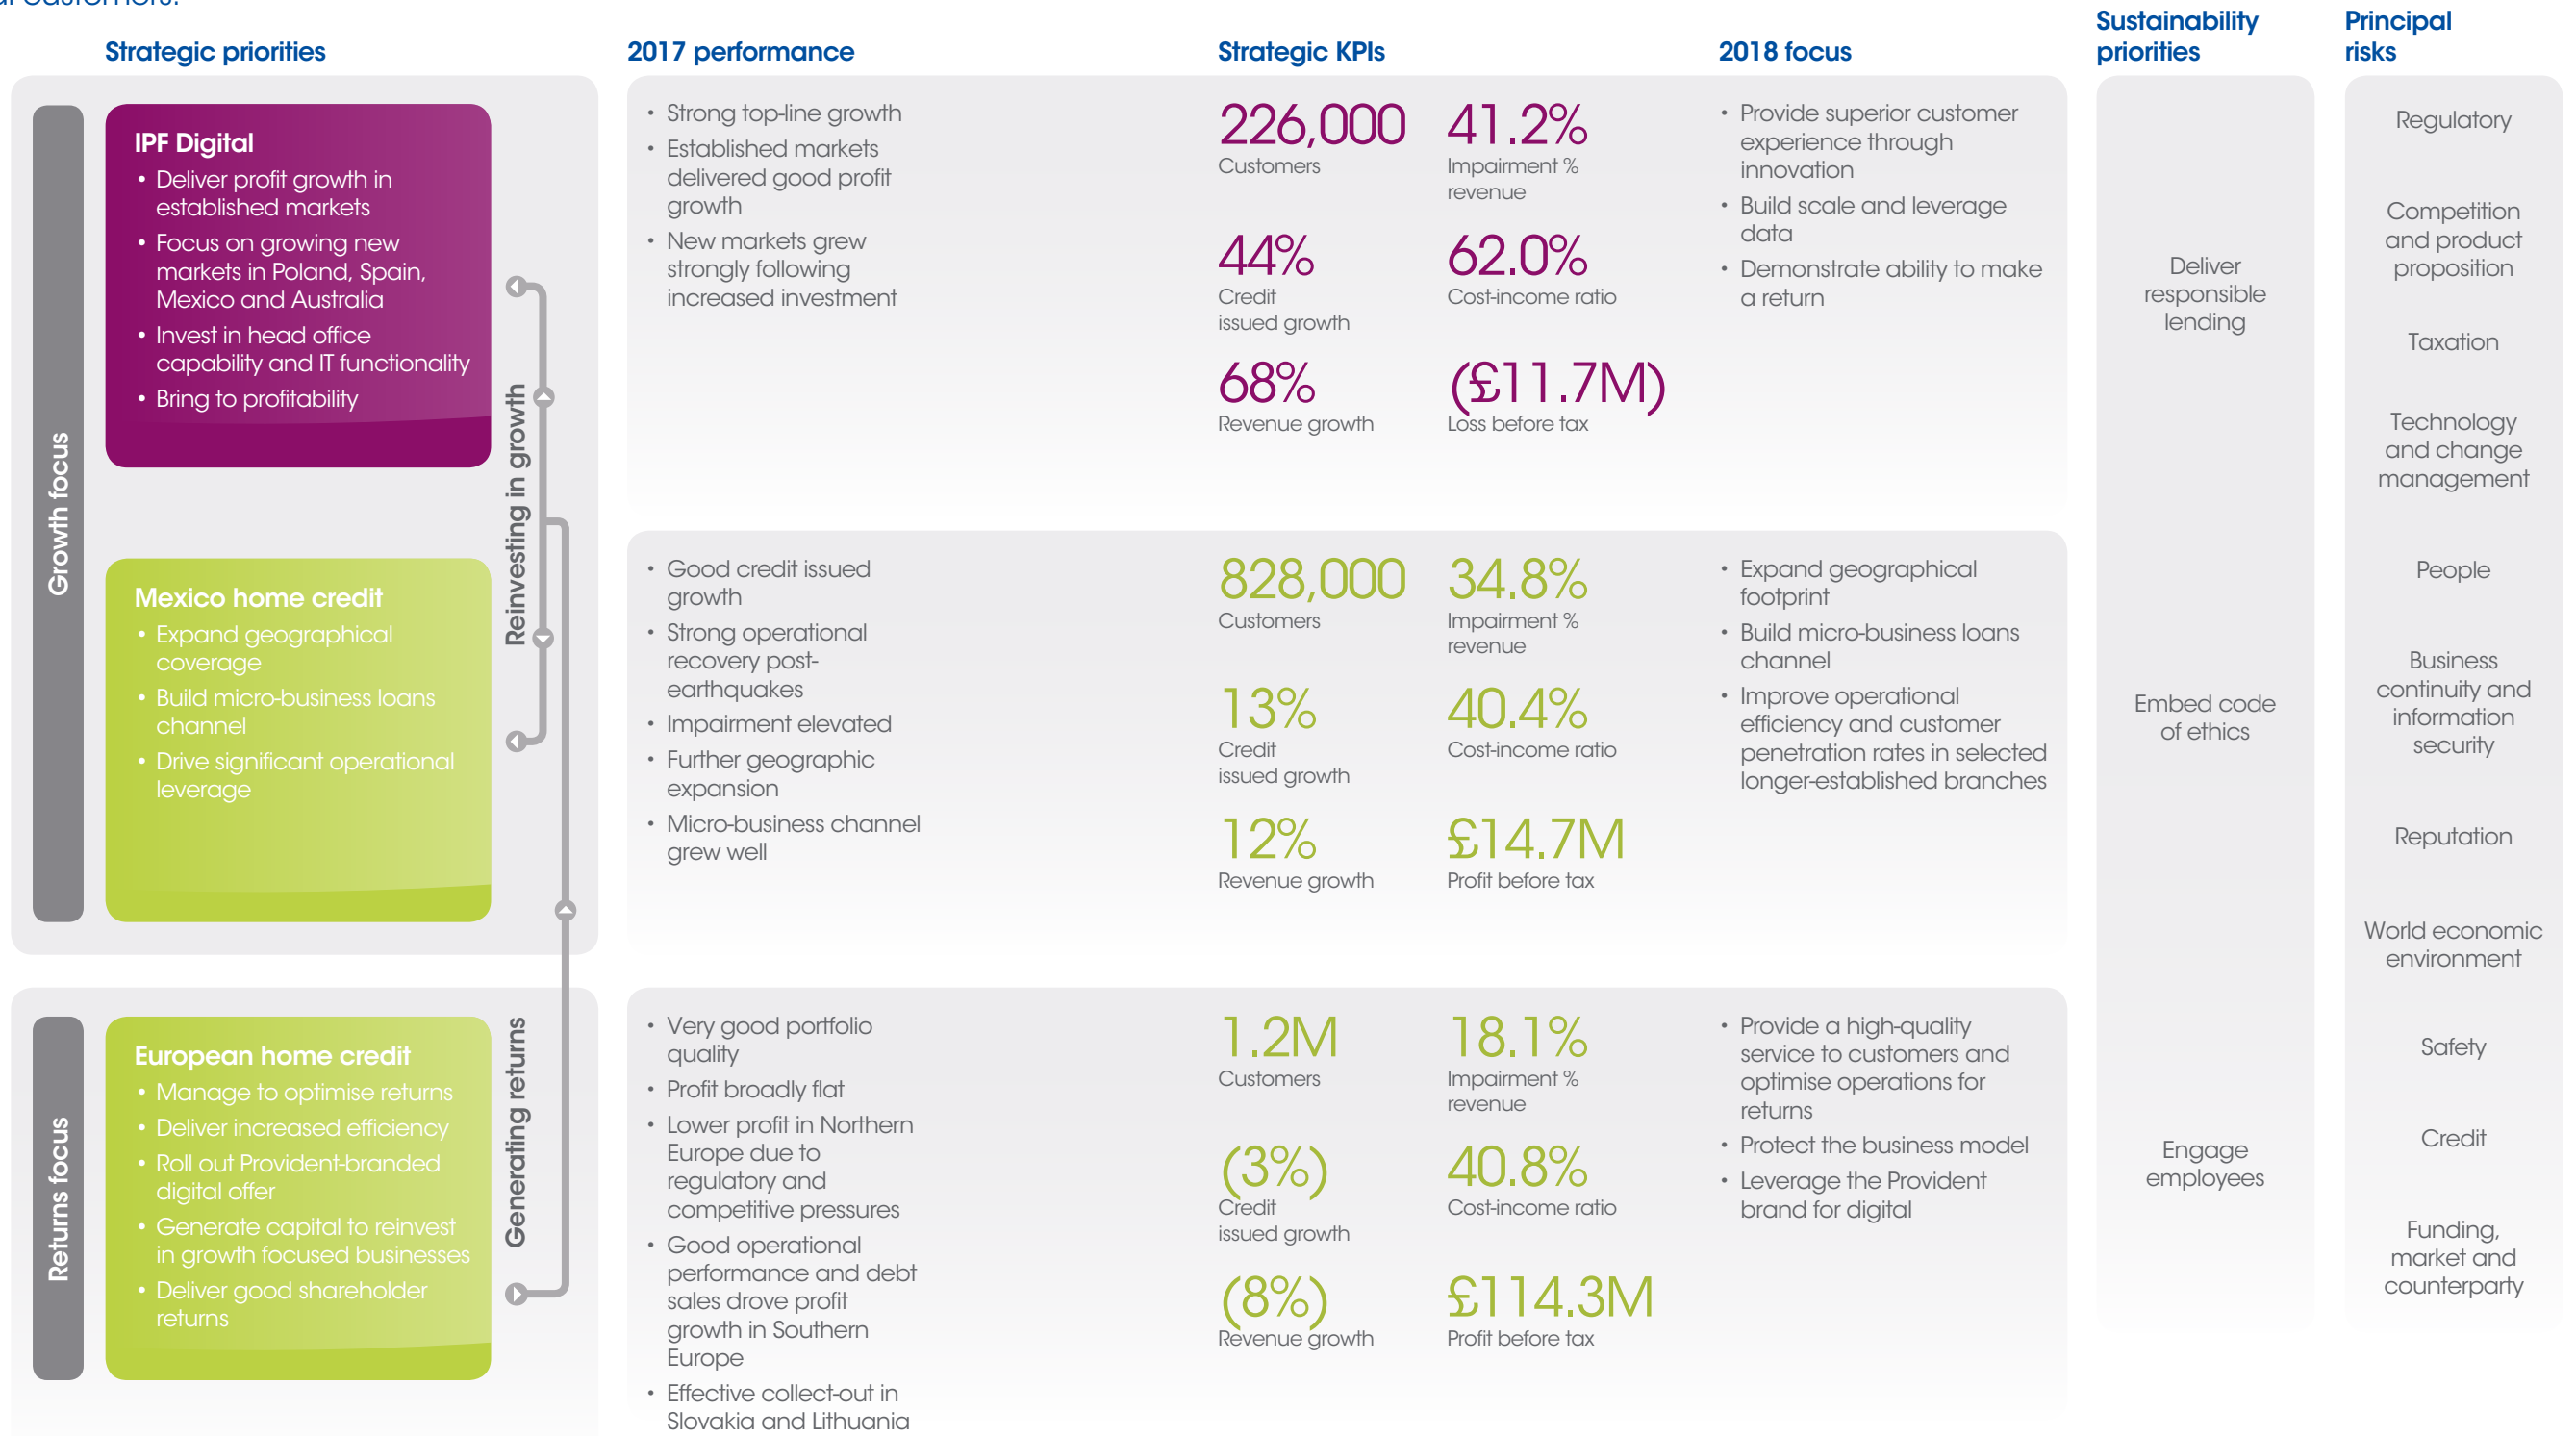 al customers.
Strategic priorities
2017 performance
Strategic KPIs
2018 focus
Sustainability
priorities
Principal
risks
Growth focus
IPF Digital
• Deliver profit growth in
established markets
• Focus on growing new
markets in Poland, Spain,
Mexico and Australia
• Invest in head office
capability and IT functionality
• Bring to profitability
Reinvesting in growth
• Strong top-line growth
• Established markets
delivered good profit
growth
• New markets grew
strongly following
increased investment
226,000
Customers
41.2%
Impairment %
revenue
44%
Credit
issued growth
62.0%
Cost-income ratio
68%
Revenue growth
(£11.7M)
Loss before tax
• Provide superior customer
experience through
innovation
• Build scale and leverage
data
• Demonstrate ability to make
a return
Mexico home credit
• Expand geographical
coverage
• Build micro-business loans
channel
• Drive significant operational
leverage
• Good credit issued
growth
• Strong operational
recovery post-
earthquakes
• Impairment elevated
• Further geographic
expansion
• Micro-business channel
grew well
828,000
Customers
34.8%
Impairment %
revenue
13%
Credit
issued growth
40.4%
Cost-income ratio
12%
Revenue growth
£14.7M
Profit before tax
• Expand geographical
footprint
• Build micro-business loans
channel
• Improve operational
efficiency and customer
penetration rates in selected
longer-established branches
Returns focus
European home credit
• Manage to optimise returns
• Deliver increased efficiency
• Roll out Provident-branded
digital offer
• Generate capital to reinvest
in growth focused businesses
• Deliver good shareholder
returns
Generating returns
• Very good portfolio
quality
• Profit broadly flat
• Lower profit in Northern
Europe due to
regulatory and
competitive pressures
• Good operational
performance and debt
sales drove profit
growth in Southern
Europe
• Effective collect-out in
Slovakia and Lithuania
1.2M
Customers
18.1%
Impairment %
revenue
(3%)
Credit
issued growth
40.8%
Cost-income ratio
(8%)
Revenue growth
£114.3M
Profit before tax
• Provide a high-quality
service to customers and
optimise operations for
returns
• Protect the business model
• Leverage the Provident
brand for digital
Deliver
responsible
lending
Embed code
of ethics
Engage
employees
Regulatory
Competition
and product
proposition
Taxation
Technology
and change
management
People
Business
continuity and
information
security
Reputation
World economic
environment
Safety
Credit
Funding,
market and
counterparty